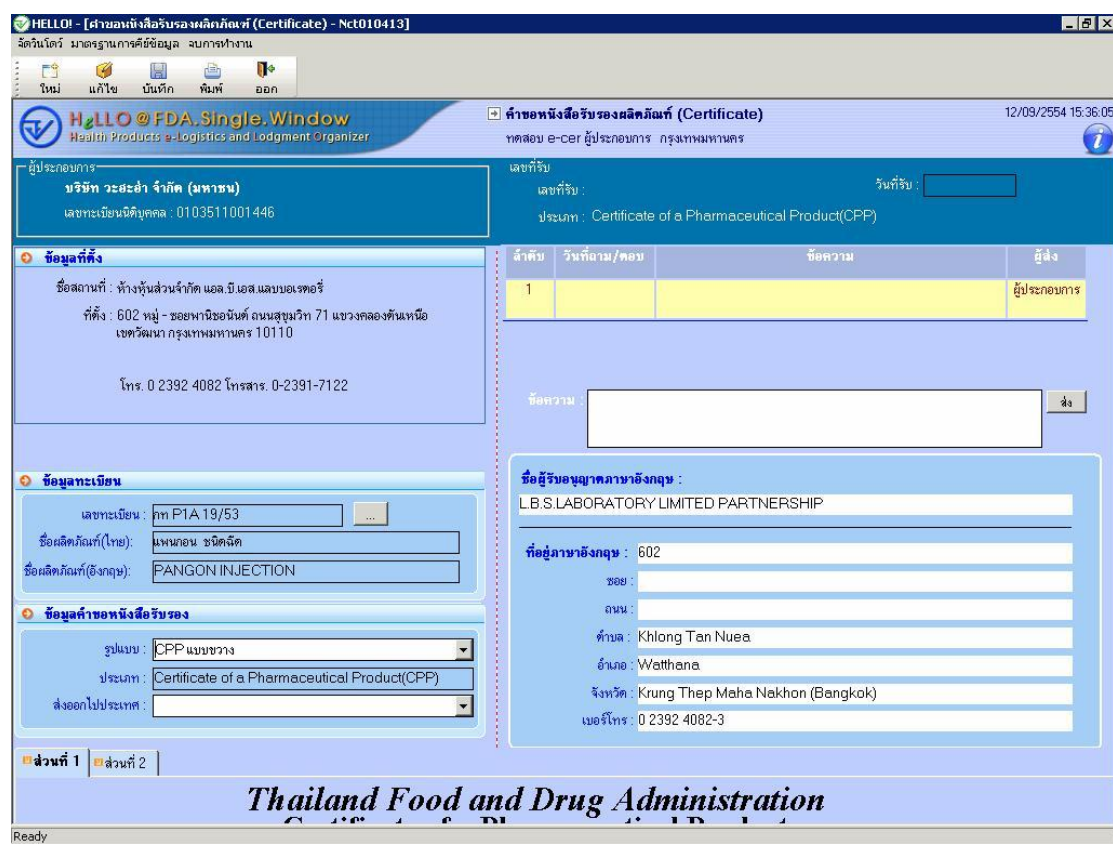 HELLO! - [คำขอหนังสือรับรองผลิตภัณฑ์ (Certificate) - Nct010413]
จัดวินโดว์ มาตรฐานการคีย์ข้อมูล จบการทำงาน
ใหม่ แก้ไข บันทึก พิมพ์ ออก
HeLLO @ FDA.Single.Window
Health Products e-Logistics and Lodgment Organizer
คำขอหนังสือรับรองผลิตภัณฑ์ (Certificate)
12/09/2554 15:36:05
ทดสอบ e-cer ผู้ประกอบการ กรุงเทพมหานคร
ผู้ประกอบการ
บริษัท วะฮะฮ่า จำกัด (มหาชน)
เลขทะเบียนนิติบุคคล : 0103511001446
เลขที่รับ
เลขที่รับ :
วันที่รับ :
ประเภท : Certificate of a Pharmaceutical Product(CPP)
ข้อมูลที่ตั้ง
ชื่อสถานที่ : ห้างหุ้นส่วนจำกัด แอล.บี.เอส.แลบบอเรตอรี่
ที่ตั้ง : 602 หมู่ - ซอยพานิชอนันต์ ถนนสุขุมวิท 71 แขวงคลองตันเหนือ
เขตวัฒนา กรุงเทพมหานคร 10110
โทร. 0 2392 4082 โทรสาร. 0-2391-7122
ลำดับ วันที่ถาม/ตอบ ข้อความ ผู้ส่ง
1 ผู้ประกอบการ
ข้อความ :
ส่ง
ข้อมูลทะเบียน
เลขทะเบียน : กท P1A 19/53 ...
ชื่อผลิตภัณฑ์(ไทย): แพนกอน ชนิดฉีด
ชื่อผลิตภัณฑ์(อังกฤษ): PANGON INJECTION
ข้อมูลคำขอหนังสือรับรอง
รูปแบบ : CPP แบบขวาง
ประเภท : Certificate of a Pharmaceutical Product(CPP)
ส่งออกไปประเทศ :
ชื่อผู้รับอนุญาตภาษาอังกฤษ :
L.B.S.LABORATORY LIMITED PARTNERSHIP
ที่อยู่ภาษาอังกฤษ : 602
ซอย :
ถนน :
ตำบล : Khlong Tan Nuea
อำเภอ : Watthana
จังหวัด : Krung Thep Maha Nakhon (Bangkok)
เบอร์โทร : 0 2392 4082-3
ส่วนที่ 1 ส่วนที่ 2
Thailand Food and Drug Administration
Ready